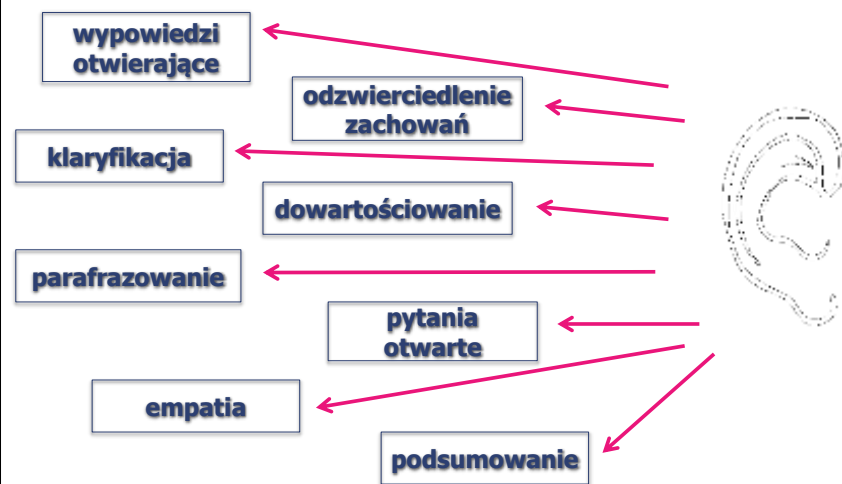 wypowiedzi
otwierające
odzwierciedlenie
zachowań
klaryfikacja
dowartościowanie
parafrazowanie
pytania
otwarte
empatia
podsumowanie